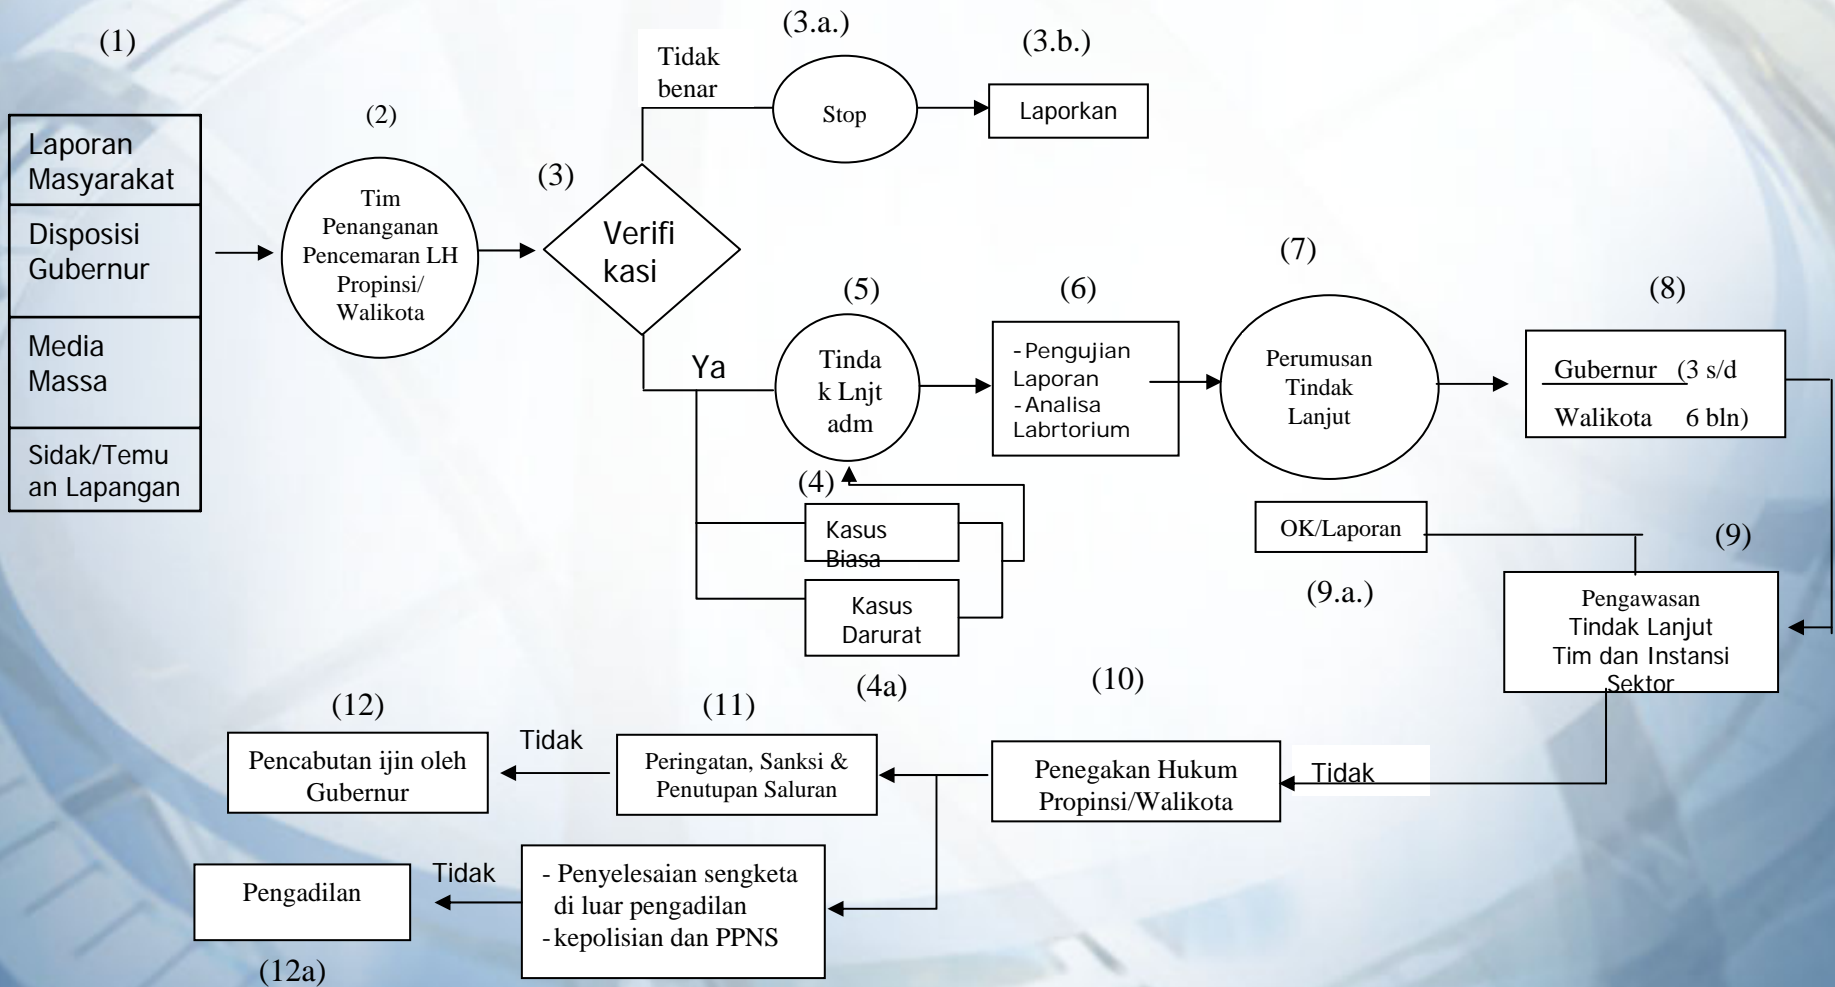 (1)
Laporan
Masyarakat
Disposisi
Gubernur
Media
Massa
Sidak/Temu
an Lapangan
(2)
Tim
Penanganan
Pencemaran LH
Propinsi/
Walikota
(3)
Verifi
kasi
Tidak
benar
(3.a.)
Stop
(3.b.)
Laporkan
Ya
(5)
Tinda
k Lnjt
adm
(4)
Kasus
Biasa
Kasus
Darurat
(4a)
(6)
-Pengujian
Laporan
-Analisa
Labrtorium
(7)
Perumusan
Tindak
Lanjut
(8)
Gubernur (3 s/d
Walikota 6 bln)
OK/Laporan
(9.a.)
(9)
Pengawasan
Tindak Lanjut
Tim dan Instansi
Sektor
Tidak
(10)
Penegakan Hukum
Propinsi/Walikota
(11)
Peringatan, Sanksi &
Penutupan Saluran
Tidak
(12)
Pencabutan ijin oleh
Gubernur
- Penyelesaian sengketa
di luar pengadilan
-kepolisian dan PPNS
Tidak
Pengadilan
(12a)